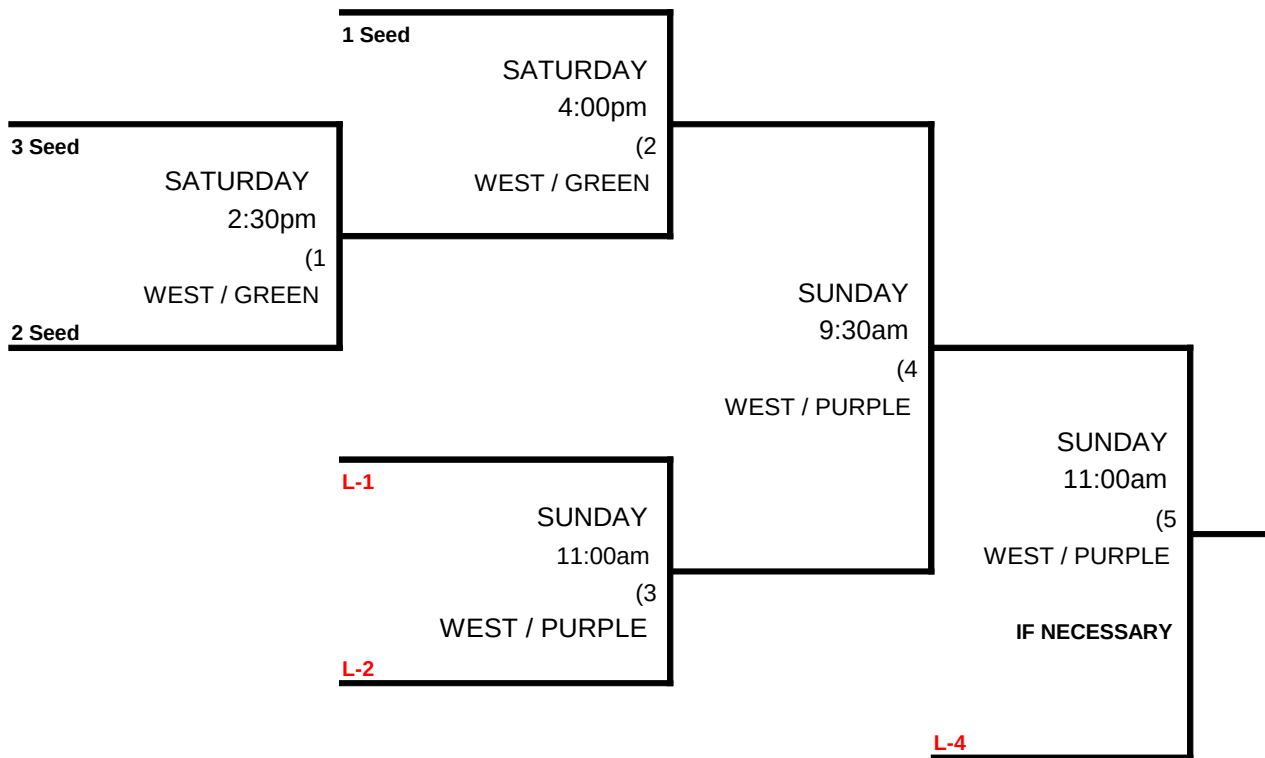 1 Seed
SATURDAY
4:00pm
(2
WEST / GREEN
3 Seed
SATURDAY
2:30pm
(1
WEST / GREEN
2 Seed
SUNDAY
9:30am
(4
WEST / PURPLE
L-1
SUNDAY
11:00am
(3
WEST / PURPLE
L-2
SUNDAY
11:00am
(5
WEST / PURPLE
IF NECESSARY
L-4